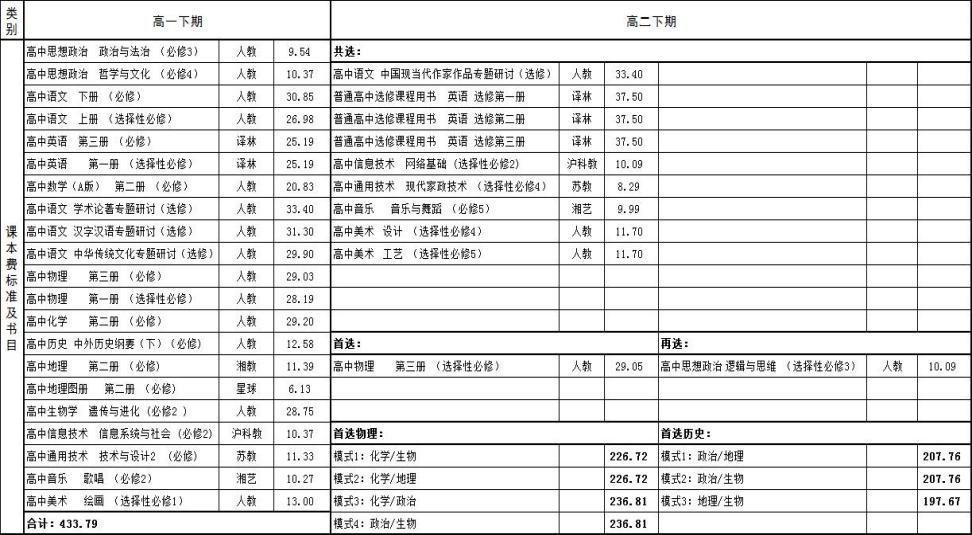 类别 高一下期 高二下期
课本费标准及书目
高中思想政治 政治与法治 (必修3) 人教 9.54 共选:
高中思想政治 哲学与文化 (必修4) 人教 10.37 高中语文 中国现当代作家作品专题研讨(选修) 人教 33.40
高中语文 下册 (必修) 人教 30.85 普通高中选修课程用书 英语 选修第一册 译林 37.50
高中语文 上册 (选择性必修) 人教 26.98 普通高中选修课程用书 英语 选修第二册 译林 37.50
高中英语 第三册 (必修) 译林 25.19 普通高中选修课程用书 英语 选修第三册 译林 37.50
高中英语 第一册 (选择性必修) 译林 25.19 高中信息技术 网络基础 (选择性必修2) 沪科教 10.09
高中数学(A版) 第二册 (必修) 人教 20.83 高中通用技术 现代家政技术 (选择性必修4) 苏教 8.29
高中语文 学术论著专题研讨(选修) 人教 33.40 高中音乐 音乐与舞蹈 (必修5) 湘艺 9.99
高中语文 汉字汉语专题研讨(选修) 人教 31.30 高中美术 设计 (选择性必修4) 人教 11.70
高中语文 中华传统文化专题研讨(选修) 人教 29.90 高中美术 工艺 (选择性必修5) 人教 11.70
高中物理 第三册 (必修) 人教 29.03
高中物理 第一册 (选择性必修) 人教 28.19
高中化学 第二册 (必修) 人教 29.20
高中历史 中外历史纲要(下) (必修) 人教 12.58 首选: 再选:
高中地理 第二册 (必修) 湘教 11.39 高中物理 第三册 (选择性必修) 人教 29.05 高中思想政治 逻辑与思维 (选择性必修3) 人教 10.09
高中地理图册 第二册 (必修) 星球 6.13
高中生物学 遗传与进化 (必修2 ) 人教 28.75
高中信息技术 信息系统与社会 (必修2) 沪科教 10.37 首选物理: 首选历史:
高中通用技术 技术与设计2 (必修) 苏教 11.33 模式1: 化学/生物 226.72 模式1: 政治/地理 207.76
高中音乐 歌唱 (必修2) 湘艺 10.27 模式2: 化学/地理 226.72 模式2: 政治/生物 207.76
高中美术 绘画 (选择性必修1) 人教 13.00 模式3: 化学/政治 236.81 模式3: 地理/生物 197.67
合计: 433.79 模式4: 政治/生物 236.81